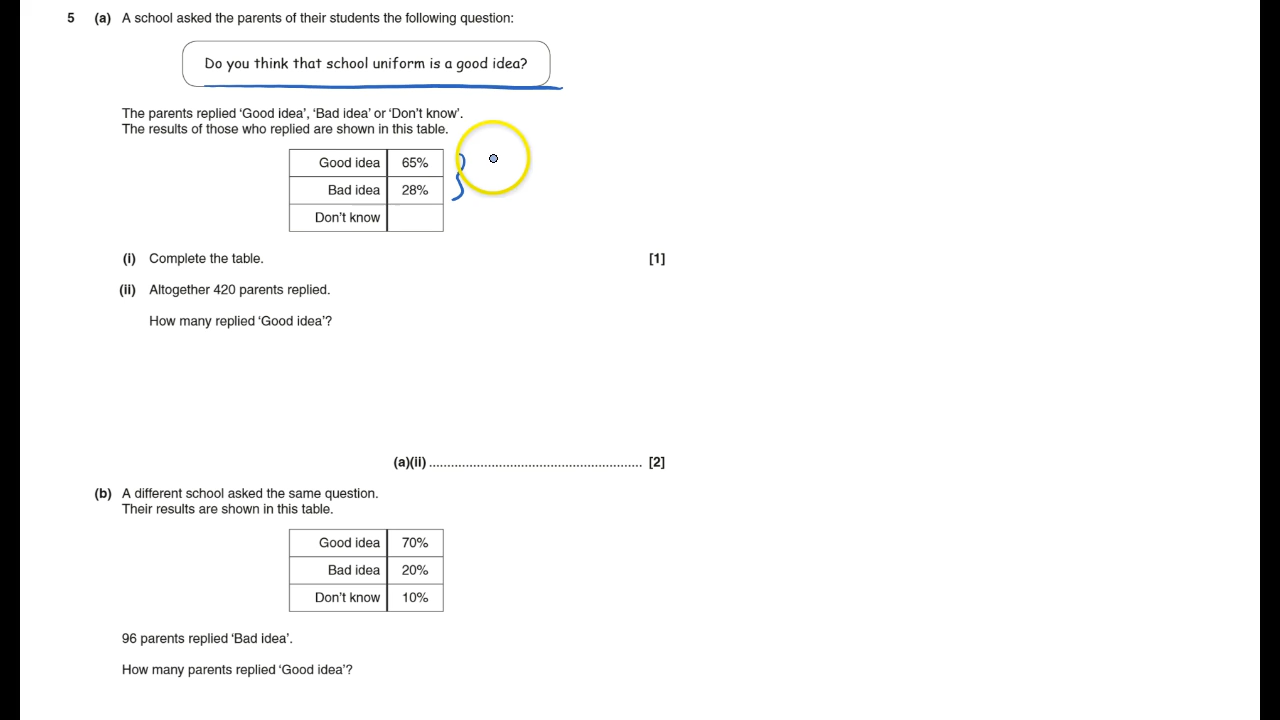 5 (a) A school asked the parents of their students the following question:
Do you think that school uniform is a good idea?
The parents replied ‘Good idea’, ‘Bad idea’ or ‘Don’t know’.
The results of those who replied are shown in this table.
Good idea 65%
Bad idea 28%
Don’t know
(i) Complete the table. [1]
(ii) Altogether 420 parents replied.
How many replied ‘Good idea’?
(a)(ii) .......................................................... [2]
(b) A different school asked the same question.
Their results are shown in this table.
Good idea 70%
Bad idea 20%
Don’t know 10%
96 parents replied ‘Bad idea’.
How many parents replied ‘Good idea’?